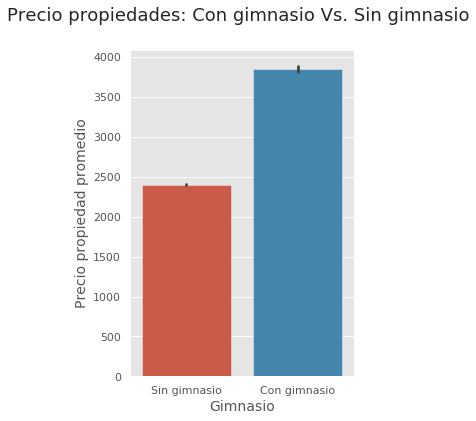 Precio propiedades: Con gimnasio Vs. Sin gimnasio
4000
3500
3000
2500
2000
1500
1000
500
0
Precio propiedad promedio
Sin gimnasio
Con gimnasio
Gimnasio